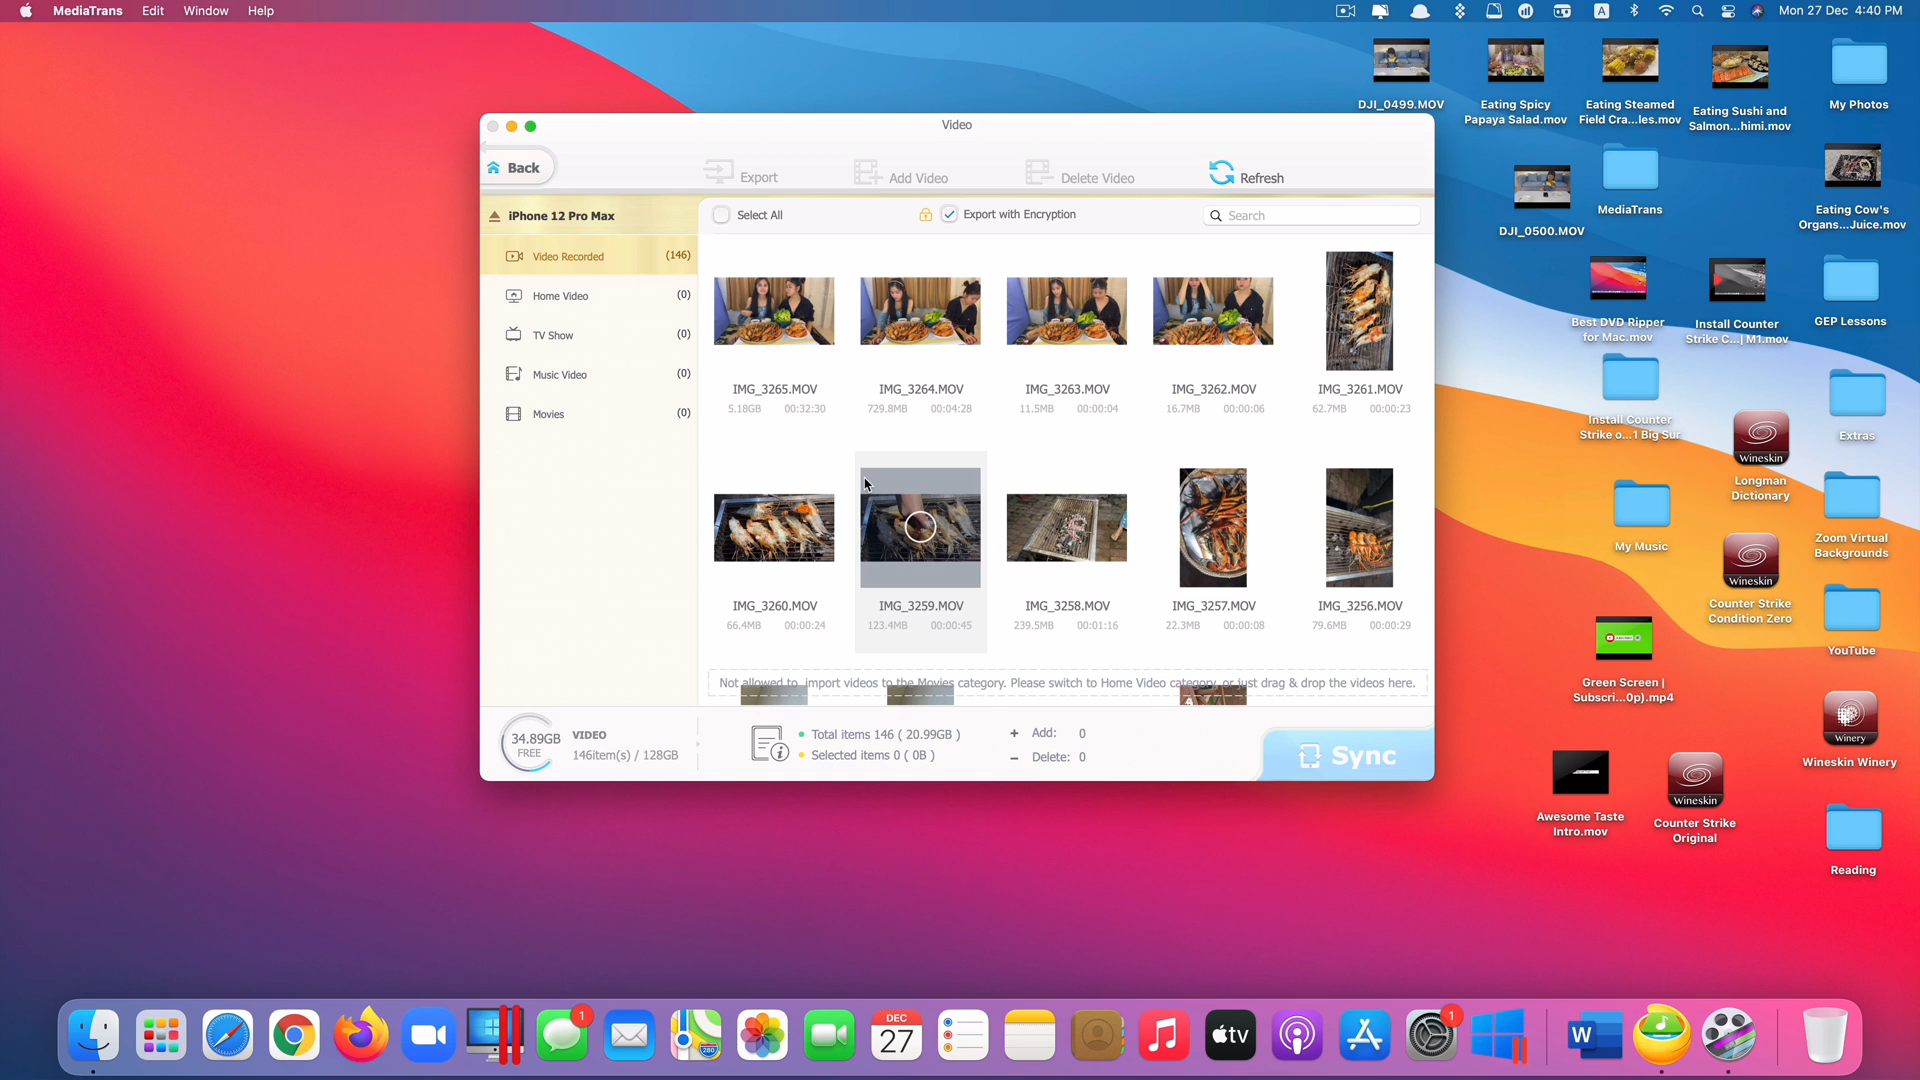 MediaTrans Edit Window Help
A
Mon 27 Dec 4:40 PM
DJI_0499.MOV
Eating Spicy
Papaya Salad.mov
Eating Steamed
Field Cra...les.mov
Eating Sushi and
Salmon...himi.mov
My Photos
DJI_0500.MOV
MediaTrans
Eating Cow's
Organs...Juice.mov
Best DVD Ripper
for Mac.mov
Install Counter
Strike C...| M1.mov
GEP Lessons
Install Counter
Strike o...1 Big Sur
Wineskin
Longman
Dictionary
Extras
My Music
Wineskin
Counter Strike
Condition Zero
Zoom Virtual
Backgrounds
Green Screen |
Subscri...0p).mp4
YouTube
Winery
Wineskin Winery
Awesome Taste
Intro.mov
Wineskin
Counter Strike
Original
Reading
Video
Back
Export
Add Video
Delete Video
Refresh
iPhone 12 Pro Max
Select All
Export with Encryption
Search
Video Recorded (146)
Home Video (0)
TV Show (0)
Music Video (0)
Movies (0)
IMG_3265.MOV
5.18GB 00:32:30
IMG_3264.MOV
729.8MB 00:04:28
IMG_3263.MOV
11.5MB 00:00:04
IMG_3262.MOV
16.7MB 00:00:06
IMG_3261.MOV
62.7MB 00:00:23
IMG_3260.MOV
66.4MB 00:00:24
IMG_3259.MOV
123.4MB 00:00:45
IMG_3258.MOV
239.5MB 00:01:16
IMG_3257.MOV
22.3MB 00:00:08
IMG_3256.MOV
79.6MB 00:00:29
Not allowed to import videos to the Movies category. Please switch to Home Video category, or just drag & drop the videos here.
34.89GB
FREE
VIDEO
146item(s) / 128GB
Total items 146 ( 20.99GB )
Selected items 0 ( 0B )
+ Add: 0
− Delete: 0
Sync
1
280
DEC
27
tv
1
W